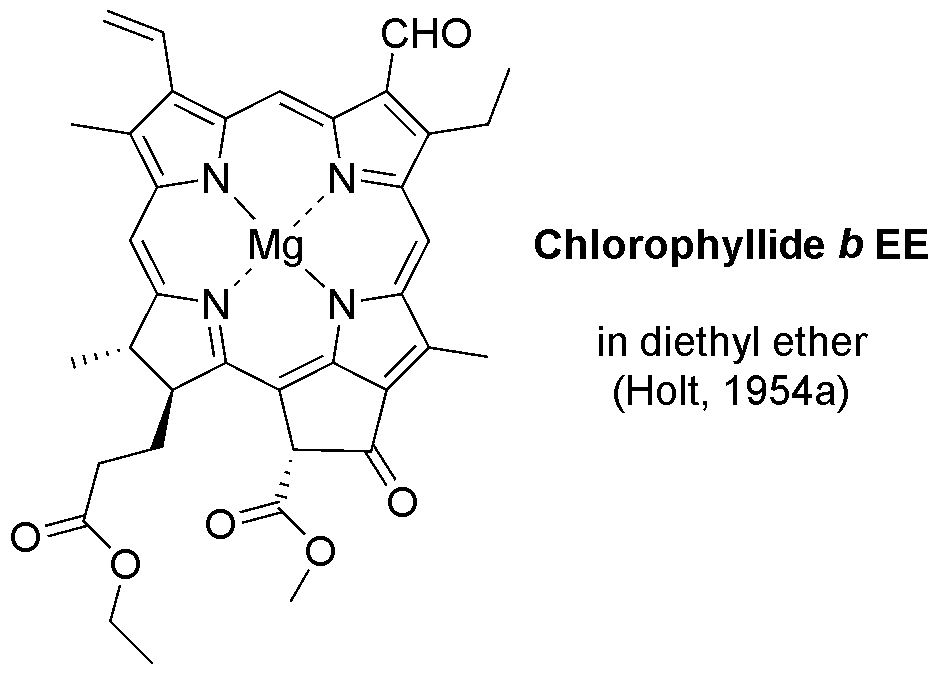 CHO
N
N
Mg
Chlorophyllide b EE
N
N
in diethyl ether
(Holt, 1954a)
O
O
O
O
O